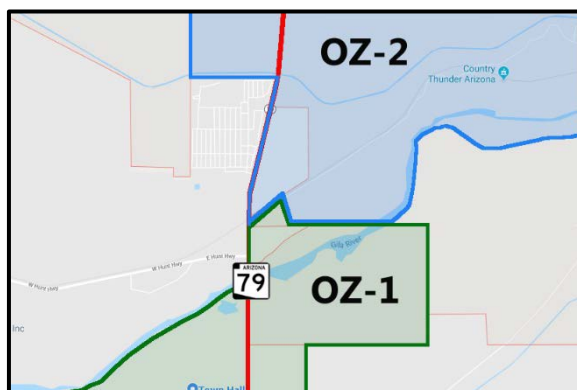 OZ-2
Country
Thunder Arizona
Gila River
W Hunt Hwy
E Hunt Hwy
ARIZONA
79
OZ-1
Inc
Town Hall